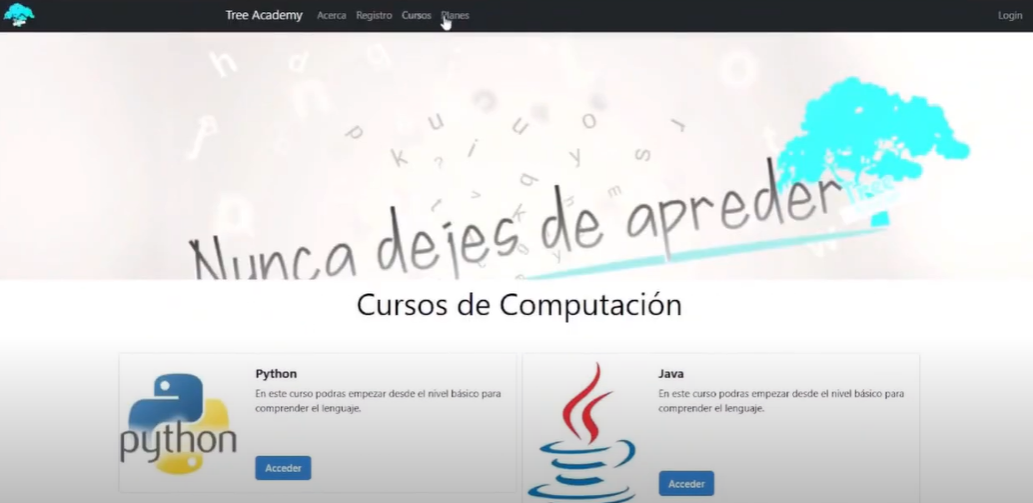 Tree Academy Acerca Registro Cursos Planes Login
Nunca dejes de apreder
Tree
Cursos de Computación
Python
En este curso podras empezar desde el nivel básico para
comprender el lenguaje.
python
Acceder
Java
En este curso podras empezar desde el nivel básico para
comprender el lenguaje.
Acceder